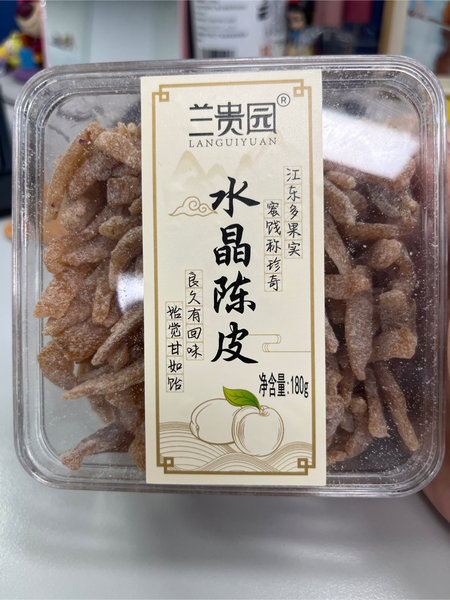 兰贵园®
LANGUIYUAN
水晶陈皮
江东多果实
蜜饯称珍奇
良久有回味
始觉甘如饴
净含量:180g